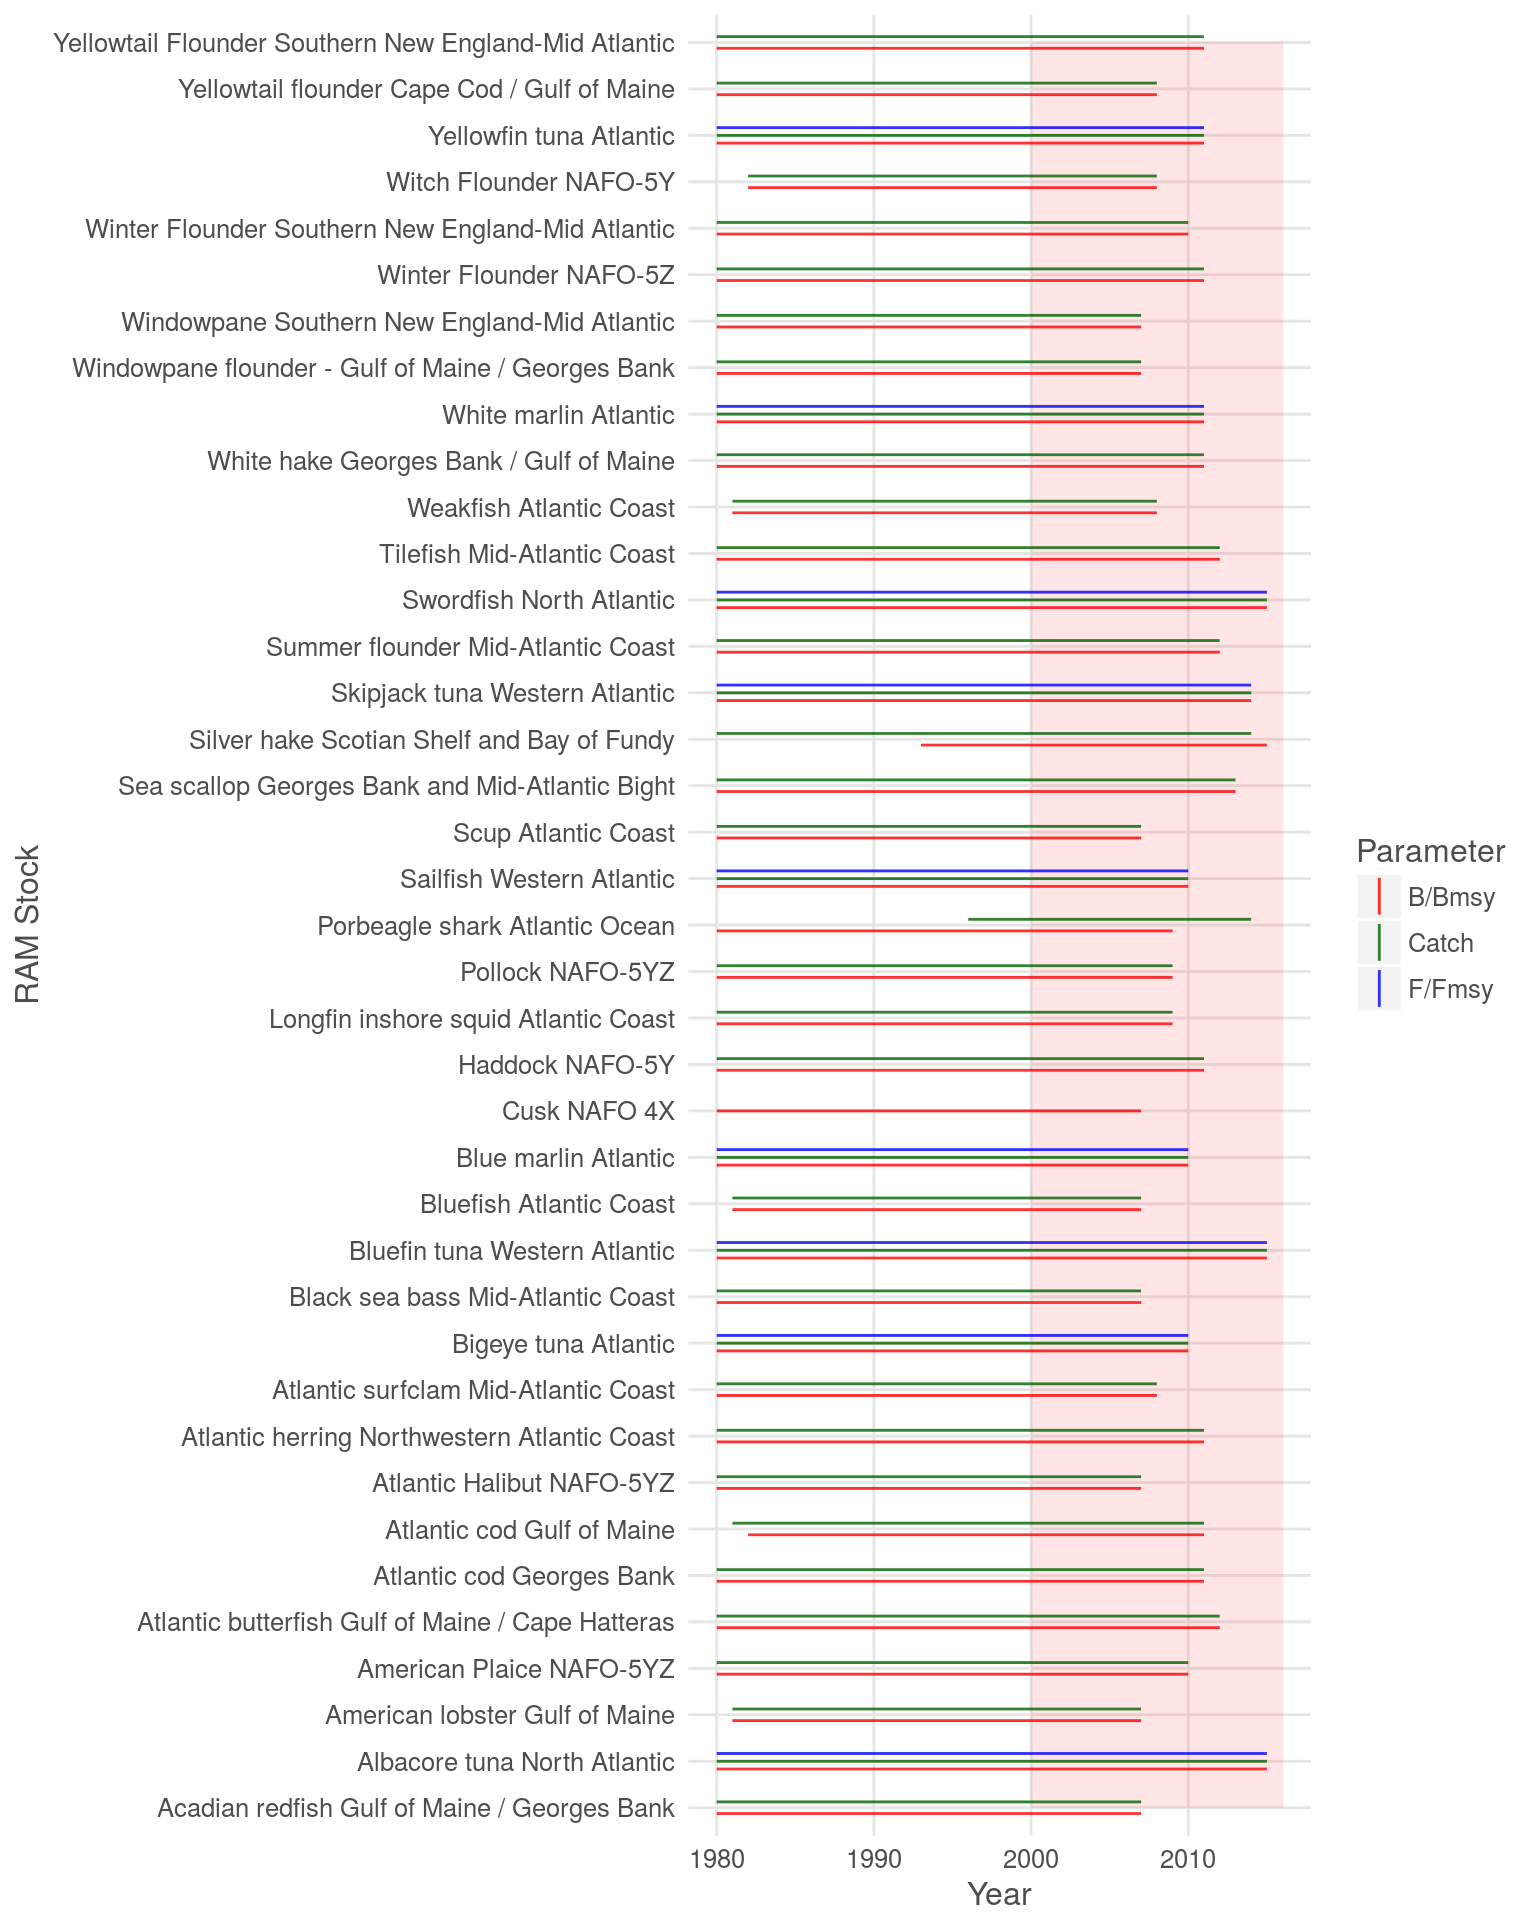 Yellowtail Flounder Southern New England-Mid Atlantic
Yellowtail flounder Cape Cod / Gulf of Maine
Yellowfin tuna Atlantic
Witch Flounder NAFO-5Y
Winter Flounder Southern New England-Mid Atlantic
Winter Flounder NAFO-5Z
Windowpane Southern New England-Mid Atlantic
Windowpane flounder - Gulf of Maine / Georges Bank
White marlin Atlantic
White hake Georges Bank / Gulf of Maine
Weakfish Atlantic Coast
Tilefish Mid-Atlantic Coast
Swordfish North Atlantic
Summer flounder Mid-Atlantic Coast
Skipjack tuna Western Atlantic
Silver hake Scotian Shelf and Bay of Fundy
Sea scallop Georges Bank and Mid-Atlantic Bight
Scup Atlantic Coast
Sailfish Western Atlantic
Porbeagle shark Atlantic Ocean
Pollock NAFO-5YZ
Longfin inshore squid Atlantic Coast
Haddock NAFO-5Y
Cusk NAFO 4X
Blue marlin Atlantic
Bluefish Atlantic Coast
Bluefin tuna Western Atlantic
Black sea bass Mid-Atlantic Coast
Bigeye tuna Atlantic
Atlantic surfclam Mid-Atlantic Coast
Atlantic herring Northwestern Atlantic Coast
Atlantic Halibut NAFO-5YZ
Atlantic cod Gulf of Maine
Atlantic cod Georges Bank
Atlantic butterfish Gulf of Maine / Cape Hatteras
American Plaice NAFO-5YZ
American lobster Gulf of Maine
Albacore tuna North Atlantic
Acadian redfish Gulf of Maine / Georges Bank
RAM Stock
1980 1990 2000 2010
Year
Parameter
B/Bmsy
Catch
F/Fmsy